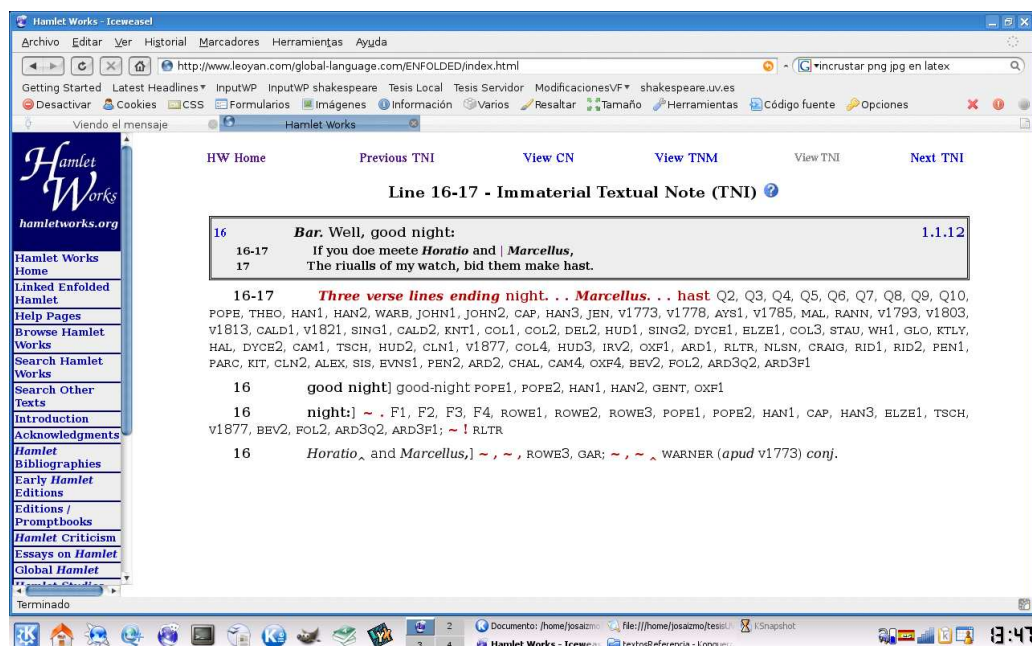 Hamlet Works - Iceweasel
Archivo Editar Ver Historial Marcadores Herramientas Ayuda
http://www.leoyan.com/global-language.com/ENFOLDED/index.html
incrustar png jpg en latex
Getting Started Latest Headlines InputWP InputWP shakespeare Tesis Local Tesis Servidor ModificacionesVF shakespeare.uv.es
Desactivar Cookies CSS Formularios Imágenes Información Varios Resaltar Tamaño Herramientas Código fuente Opciones
Viendo el mensaje Hamlet Works
Hamlet
Works
hamletworks.org
Hamlet Works
Home
Linked Enfolded
Hamlet
Help Pages
Browse Hamlet
Works
Search Hamlet
Works
Search Other
Texts
Introduction
Acknowledgments
Hamlet
Bibliographies
Early Hamlet
Editions
Editions /
Promptbooks
Hamlet Criticism
Essays on Hamlet
Global Hamlet
Hamlet Studies
HW Home Previous TNI View CN View TNM View TNI Next TNI
Line 16-17 - Immaterial Textual Note (TNI)
16 Bar. Well, good night: 1.1.12
16-17 If you doe meete Horatio and | Marcellus,
17 The riualls of my watch, bid them make hast.
16-17 Three verse lines ending night. . . Marcellus. . . hast Q2, Q3, Q4, Q5, Q6, Q7, Q8, Q9, Q10,
POPE, THEO, HAN1, HAN2, WARB, JOHN1, JOHN2, CAP, HAN3, JEN, V1773, V1778, AYS1, V1785, MAL, RANN, V1793, V1803,
V1813, CALD1, V1821, SING1, CALD2, KNT1, COL1, COL2, DEL2, HUD1, SING2, DYCE1, ELZE1, COL3, STAU, WH1, GLO, KTLY,
HAL, DYCE2, CAM1, TSCH, HUD2, CLN1, V1877, COL4, HUD3, IRV2, OXF1, ARD1, RLTR, NLSN, CRAIG, RID1, RID2, PEN1,
PARC, KIT, CLN2, ALEX, SIS, EVNS1, PEN2, ARD2, CHAL, CAM4, OXF4, BEV2, FOL2, ARD3Q2, ARD3F1
16 good night] good-night POPE1, POPE2, HAN1, HAN2, GENT, OXF1
16 night:] ~ . F1, F2, F3, F4, ROWE1, ROWE2, ROWE3, POPE1, POPE2, HAN1, CAP, HAN3, ELZE1, TSCH,
V1877, BEV2, FOL2, ARD3Q2, ARD3F1; ~ ! RLTR
16 Horatio‸ and Marcellus,] ~ , ~ , ROWE3, GAR; ~ , ~ ‸ WARNER (apud V1773) conj.
Terminado
2
3 4
Documento: /home/josaizmo
file:///home/josaizmo/tesisU
KSnapshot
Hamlet Works - Icewea
textosReferencia - Konquer
13:47